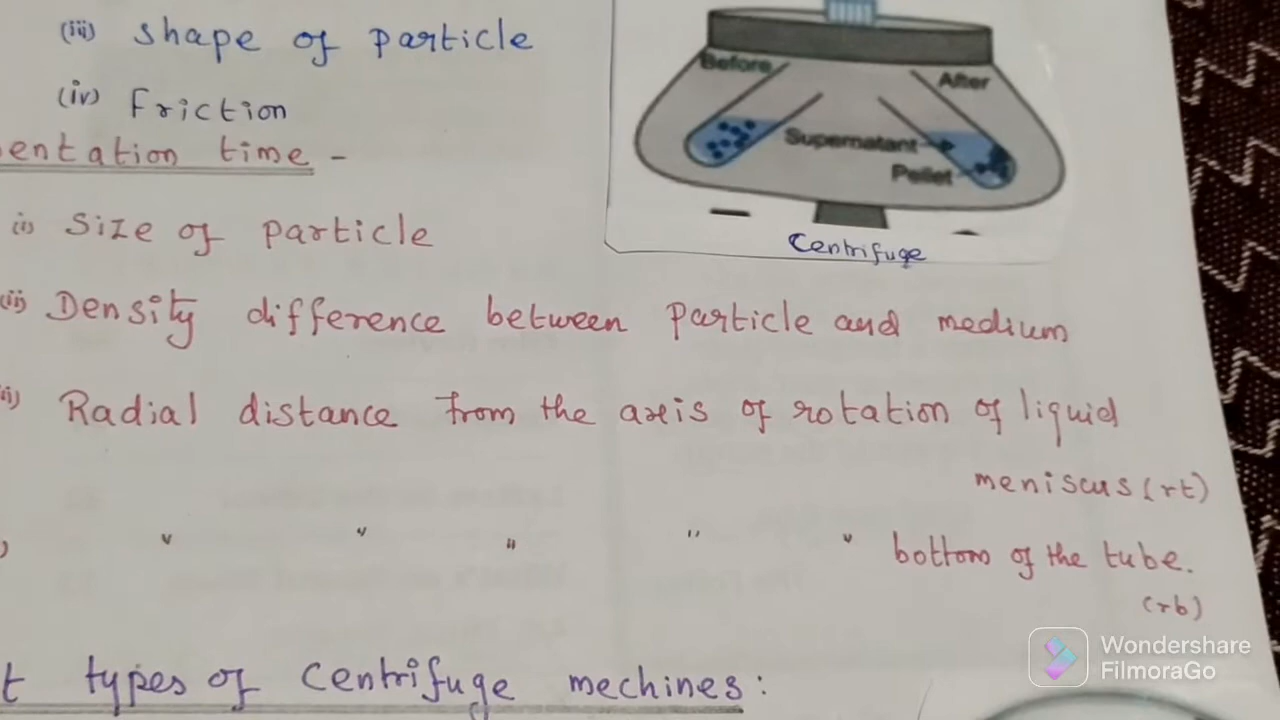 (iii) shape of particle
(iv) Friction
entation time -
(i) Size of particle
(ii) Density difference between particle and medium
Radial distance from the axis of rotation of liquid
meniscus (rt)
" " " " " bottom of the tube.
(rb)
t types of centrifuge mechines:
Before
After
Supernatant
Pellet
Centrifuge
Wondershare
FilmoraGo